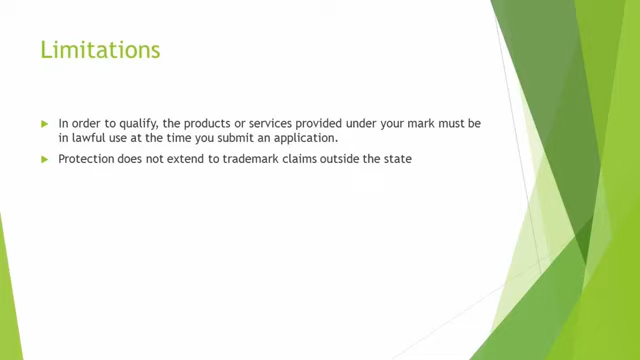 Limitations
In order to qualify, the products or services provided under your mark must be
in lawful use at the time you submit an application.
Protection does not extend to trademark claims outside the state